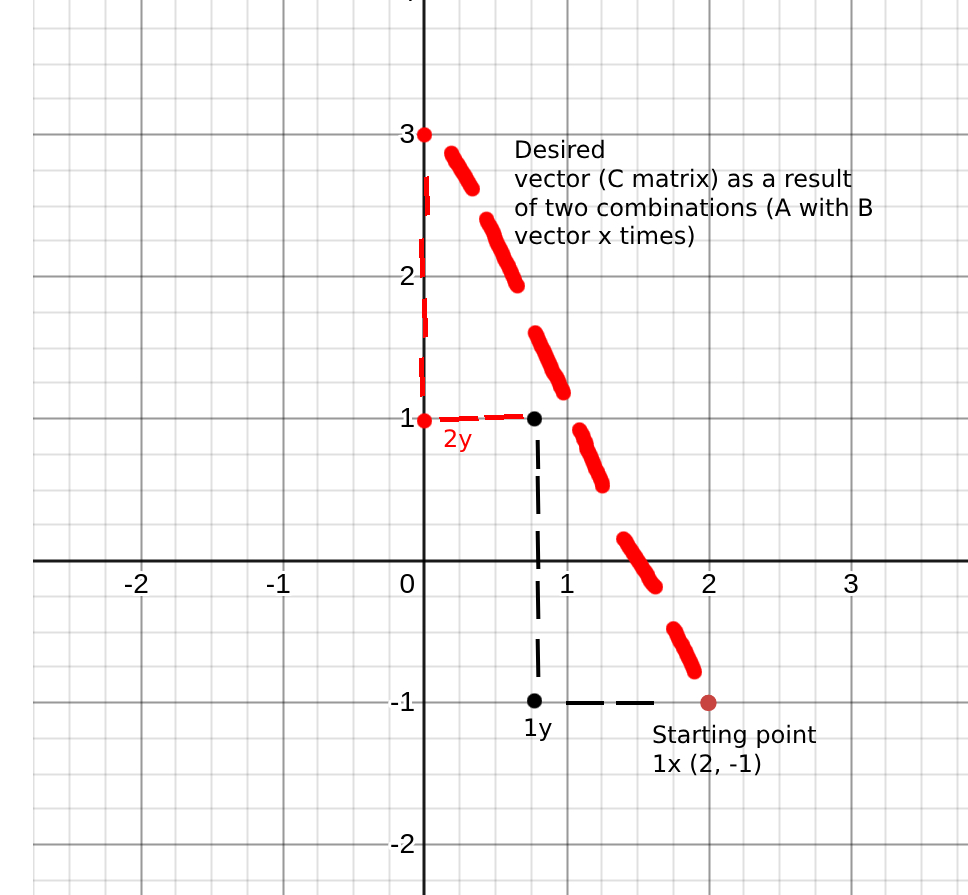 3
Desired
vector (C matrix) as a result
of two combinations (A with B
vector x times)
2
1
2y
-2 -1 0 1 2 3
-1
1y
Starting point
1x (2, -1)
-2